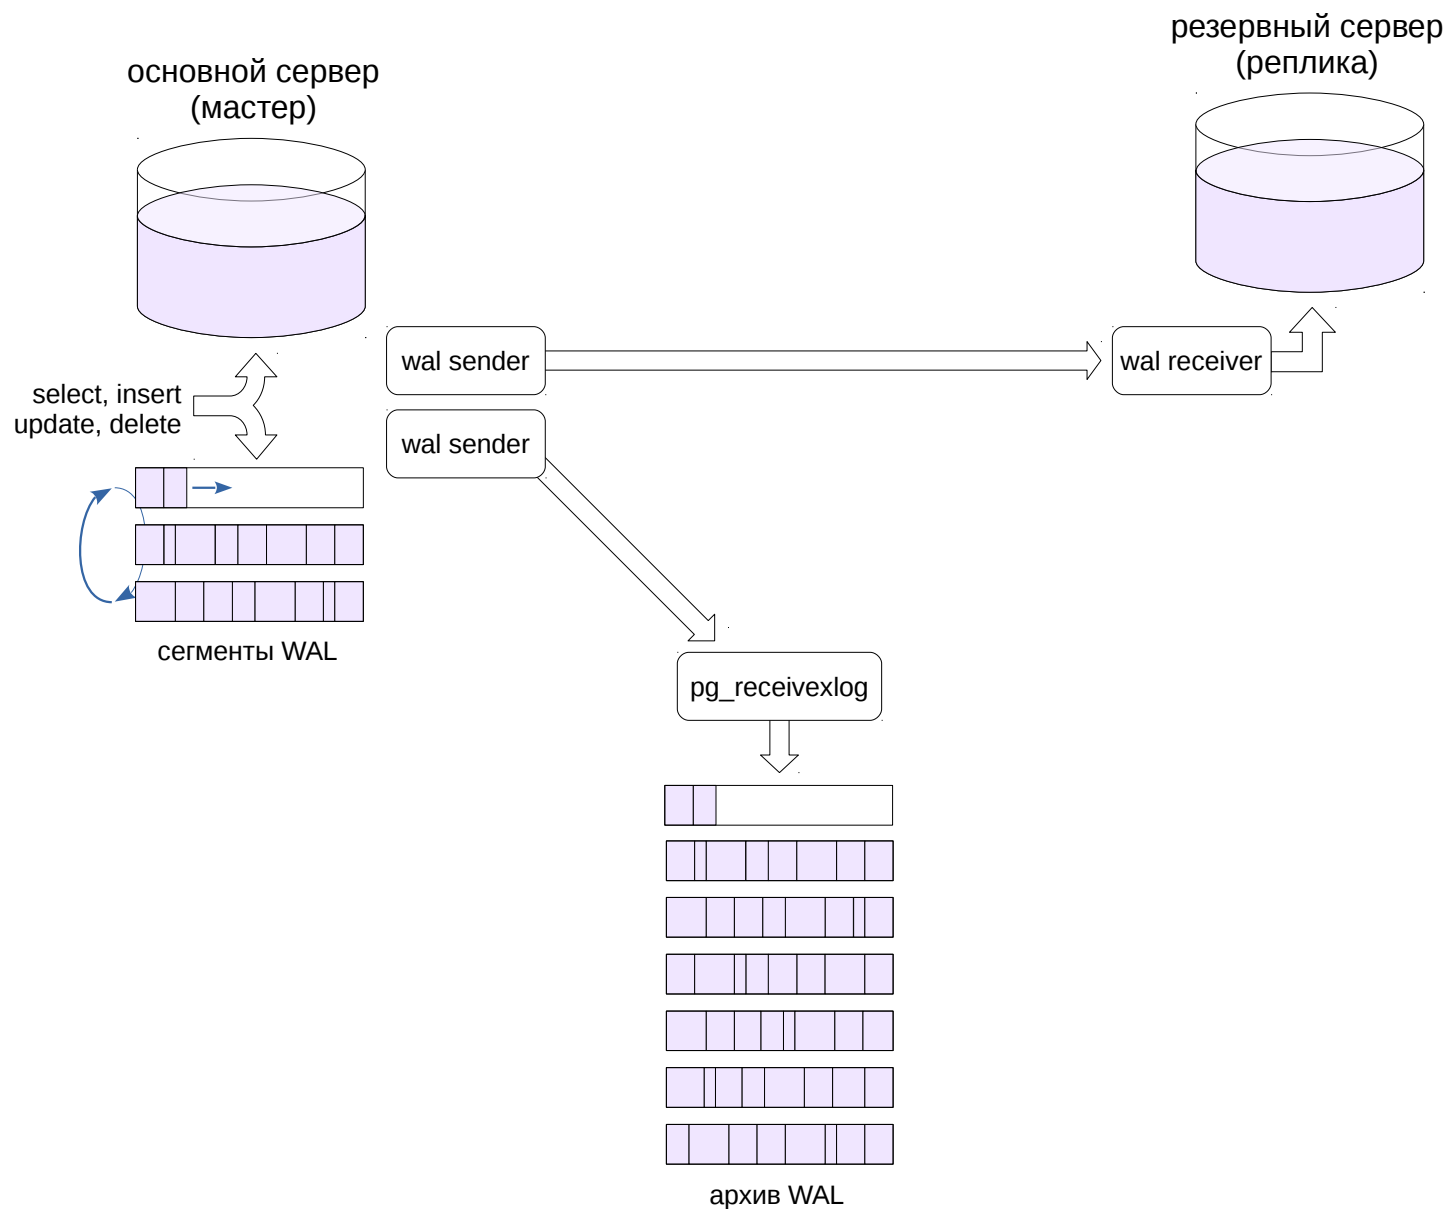 резервный сервер
(реплика)
основной сервер
(мастер)
wal sender
wal receiver
select, insert
update, delete
wal sender
сегменты WAL
pg_receivexlog
архив WAL